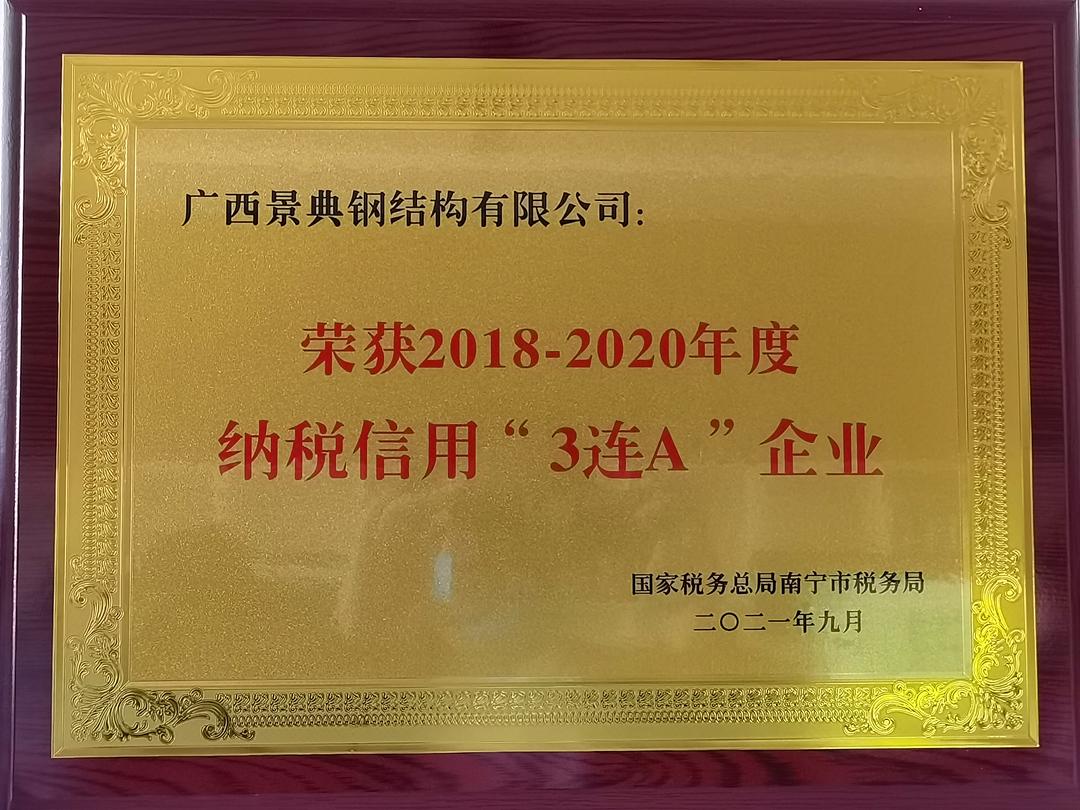 广西景典钢结构有限公司：
荣获2018-2020年度
纳税信用“3连A”企业
国家税务总局南宁市税务局
二〇二一年九月